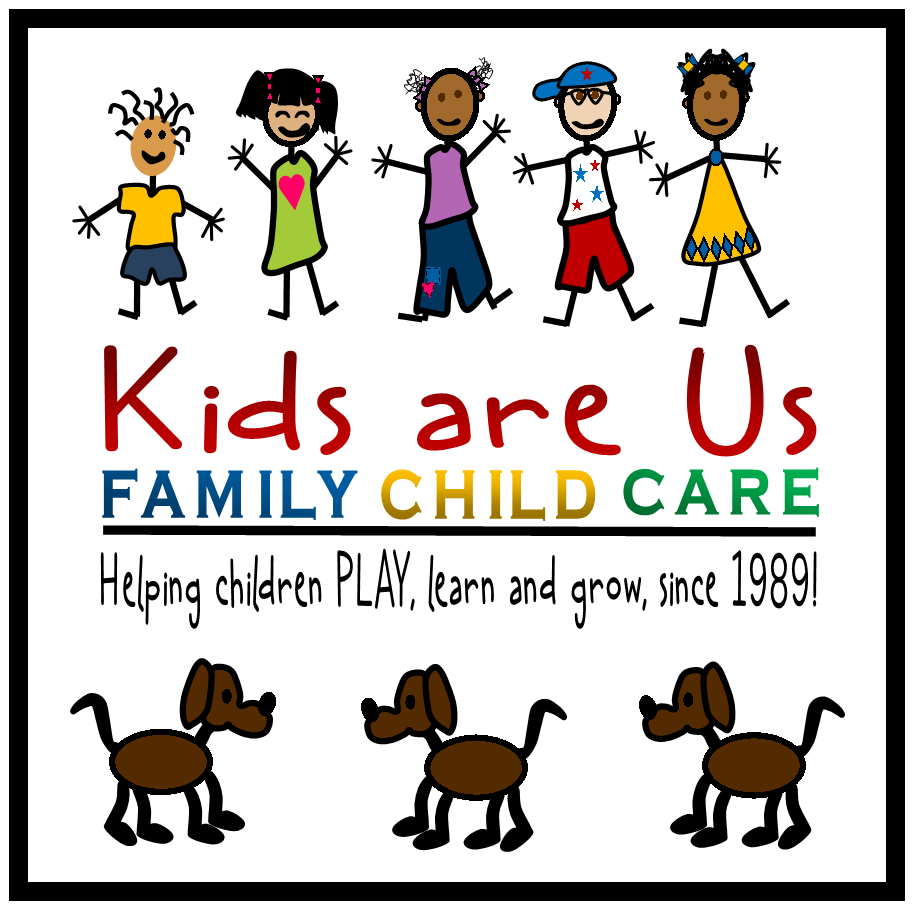 Kids are Us
FAMILY CHILD CARE
Helping children PLAY, learn and grow, since 1989!